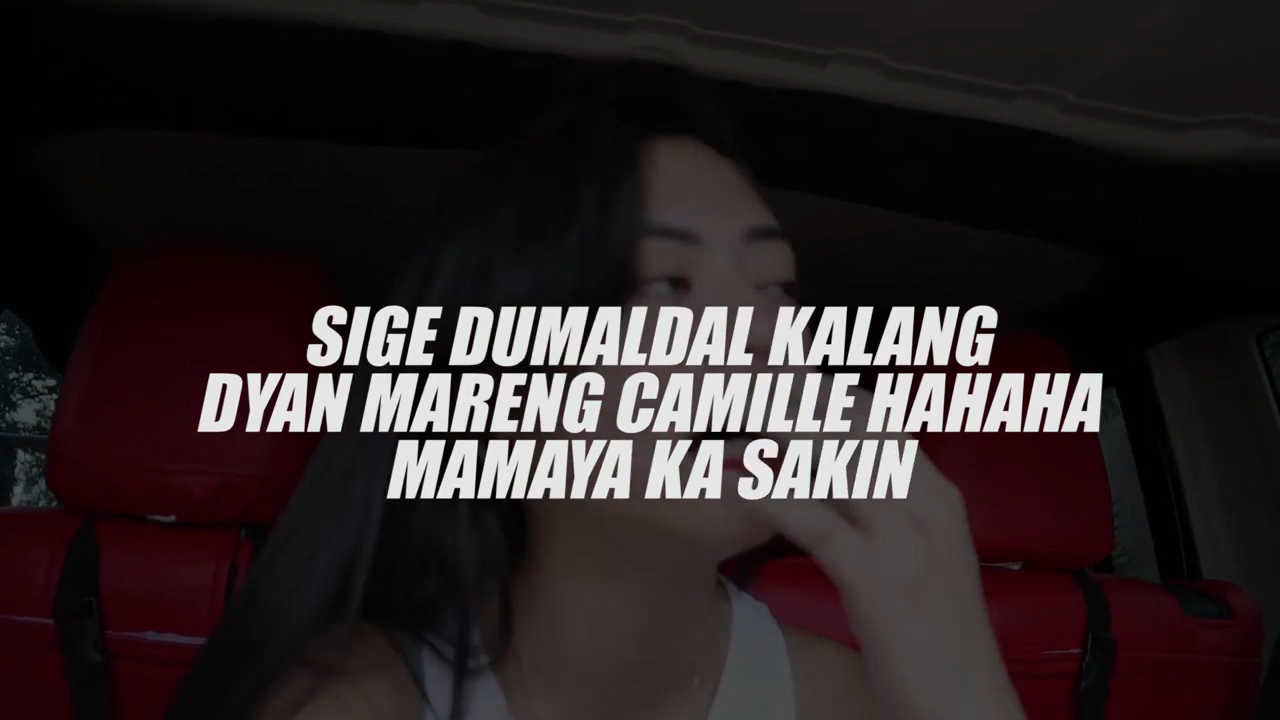 SIGE DUMALDAL KALANG
DYAN MARENG CAMILLE HAHAHA
MAMAYA KA SAKIN